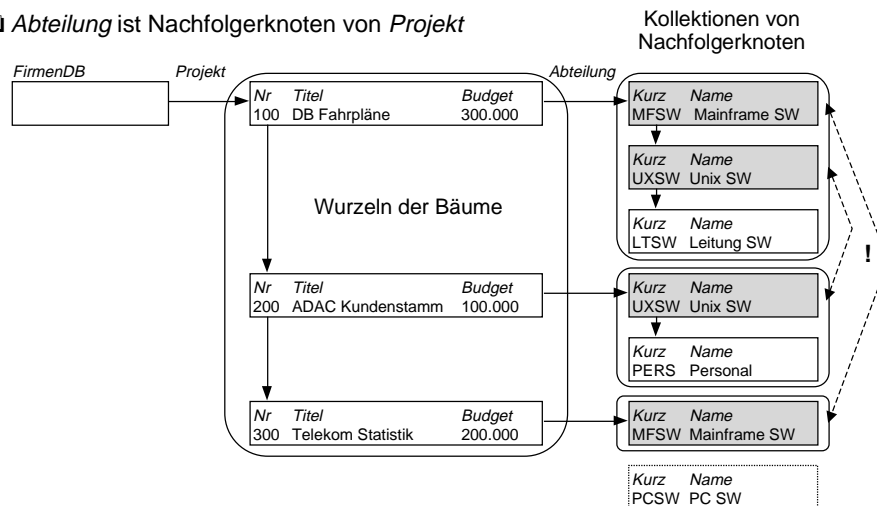 Abteilung ist Nachfolgerknoten von Projekt
Kollektionen von
Nachfolgerknoten
FirmenDB Projekt Abteilung
Nr Titel Budget
100 DB Fahrpläne 300.000
Kurz Name
MFSW Mainframe SW
Kurz Name
UXSW Unix SW
Wurzeln der Bäume
Kurz Name
LTSW Leitung SW
!
Nr Titel Budget
200 ADAC Kundenstamm 100.000
Kurz Name
UXSW Unix SW
Kurz Name
PERS Personal
Nr Titel Budget
300 Telekom Statistik 200.000
Kurz Name
MFSW Mainframe SW
Kurz Name
PCSW PC SW